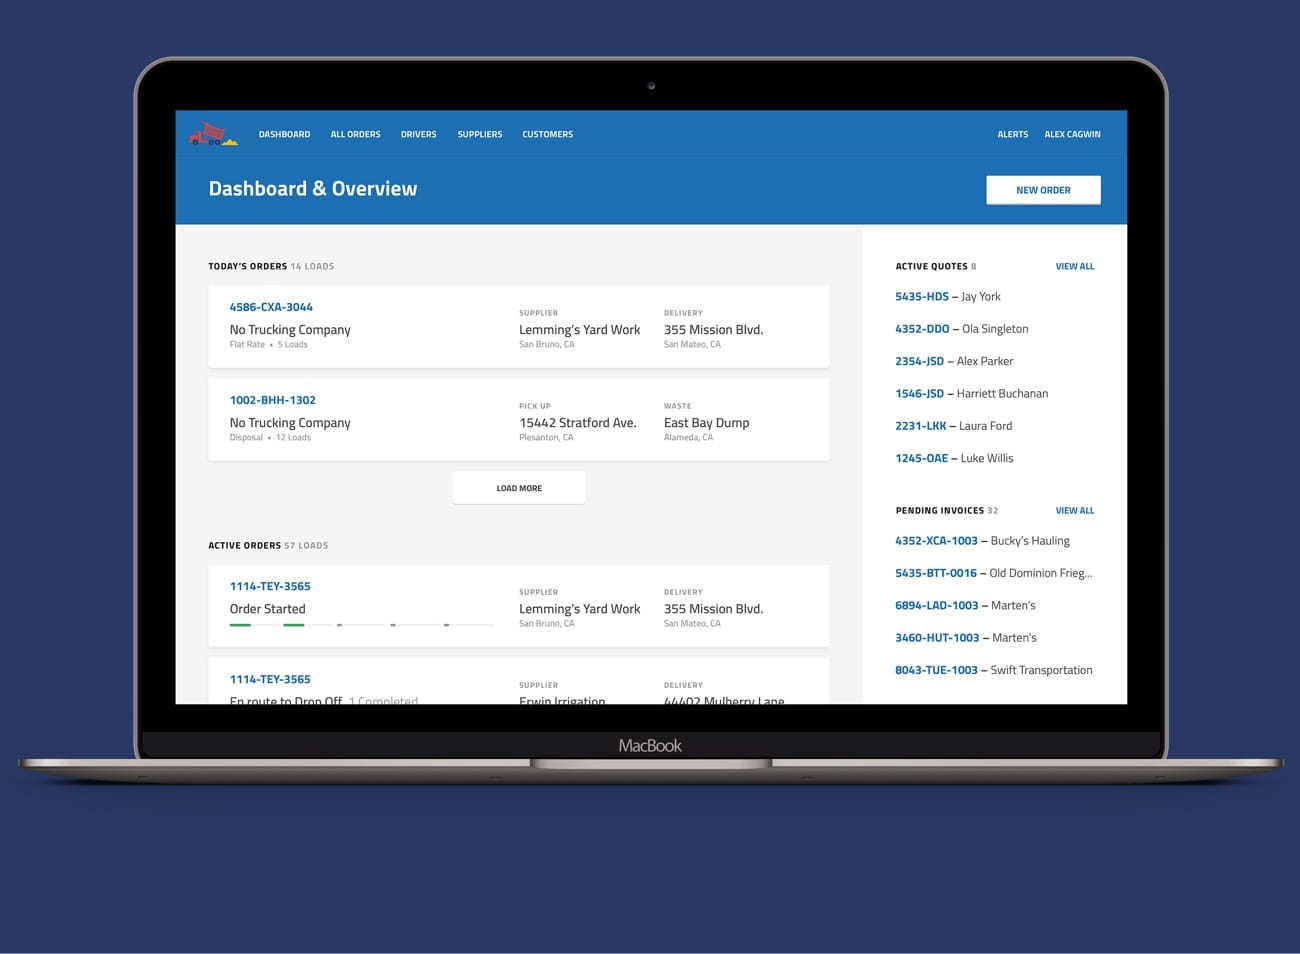 DASHBOARD ALL ORDERS DRIVERS SUPPLIERS CUSTOMERS ALERTS ALEX CAGWIN
Dashboard & Overview
NEW ORDER
TODAY'S ORDERS 14 LOADS
4586-CXA-3044
No Trucking Company
Flat Rate • 5 Loads
SUPPLIER
Lemming's Yard Work
San Bruno, CA
DELIVERY
355 Mission Blvd.
San Mateo, CA
1002-BHH-1302
No Trucking Company
Disposal • 12 Loads
PICK UP
15442 Stratford Ave.
Plesanton, CA
WASTE
East Bay Dump
Alameda, CA
LOAD MORE
ACTIVE ORDERS 57 LOADS
1114-TEY-3565
Order Started
SUPPLIER
Lemming's Yard Work
San Bruno, CA
DELIVERY
355 Mission Blvd.
San Mateo, CA
1114-TEY-3565
En route to Drop Off 1 Completed
SUPPLIER
Erwin Irrigation
DELIVERY
44402 Mulberry Lane
ACTIVE QUOTES 8 VIEW ALL
5435-HDS – Jay York
4352-DDO – Ola Singleton
2354-JSD – Alex Parker
1546-JSD – Harriett Buchanan
2231-LKK – Laura Ford
1245-OAE – Luke Willis
PENDING INVOICES 32 VIEW ALL
4352-XCA-1003 – Bucky's Hauling
5435-BTT-0016 – Old Dominion Frieg...
6894-LAD-1003 – Marten's
3460-HUT-1003 – Marten's
8043-TUE-1003 – Swift Transportation
MacBook